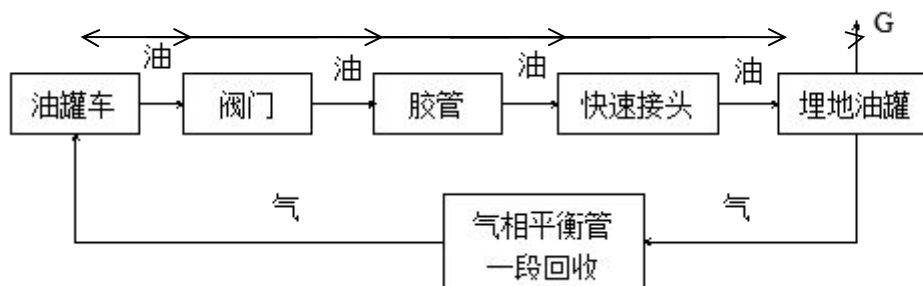 G
油 油 油 油
油罐车 阀门 胶管 快速接头 埋地油罐
气 气
气相平衡管
一段回收